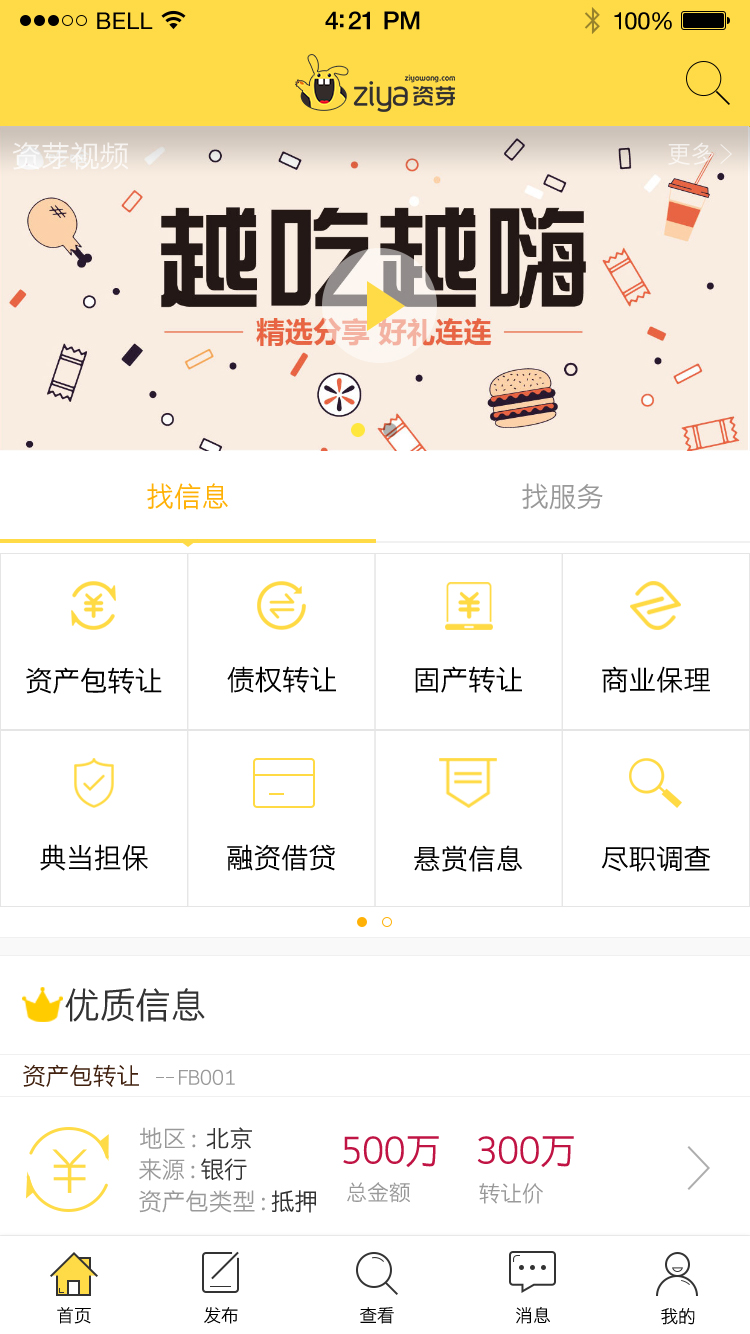 BELL 4:21 PM 100%
ziyawang.com
ziya资芽
资芽视频 更多
越吃越嗨
精选分享 好礼连连
找信息 找服务
资产包转让 债权转让 固产转让 商业保理
典当担保 融资借贷 悬赏信息 尽职调查
优质信息
资产包转让 --FB001
地区 : 北京
来源 : 银行
资产包类型 : 抵押
500万 300万
总金额 转让价
首页 发布 查看 消息 我的